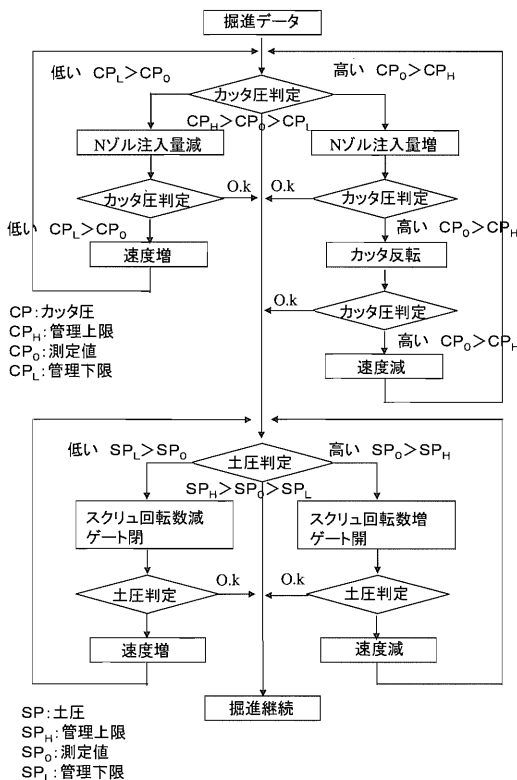 掘進データ
低い CPL>CPO
高い CPO>CPH
カッタ圧判定
CPH>CPO>CPL
Nゾル注入量減
Nゾル注入量増
カッタ圧判定
O.k
O.k
カッタ圧判定
低い CPL>CPO
高い CPO>CPH
速度増
カッタ反転
O.k
カッタ圧判定
高い CPO>CPH
速度減
CP:カッタ圧
CPH:管理上限
CPO:測定値
CPL:管理下限
低い SPL>SPO
高い SPO>SPH
土圧判定
SPH>SPO>SPL
スクリュ回転数減
ゲート閉
スクリュ回転数増
ゲート開
土圧判定
O.k
O.k
土圧判定
速度増
速度減
掘進継続
SP:土圧
SPH:管理上限
SPO:測定値
SPL:管理下限